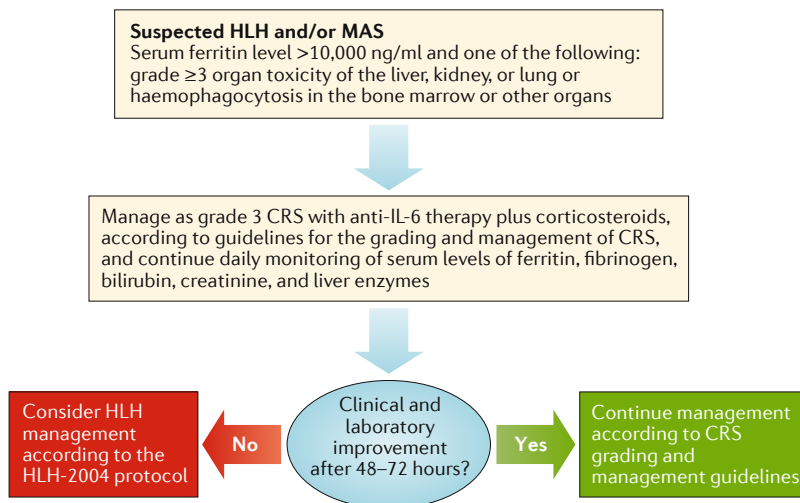 Suspected HLH and/or MAS
Serum ferritin level >10,000 ng/ml and one of the following:
grade ≥3 organ toxicity of the liver, kidney, or lung or
haemophagocytosis in the bone marrow or other organs
Manage as grade 3 CRS with anti-IL-6 therapy plus corticosteroids,
according to guidelines for the grading and management of CRS,
and continue daily monitoring of serum levels of ferritin, fibrinogen,
bilirubin, creatinine, and liver enzymes
Consider HLH
management
according to the
HLH-2004 protocol
No
Clinical and
laboratory
improvement
after 48–72 hours?
Yes
Continue management
according to CRS
grading and
management guidelines